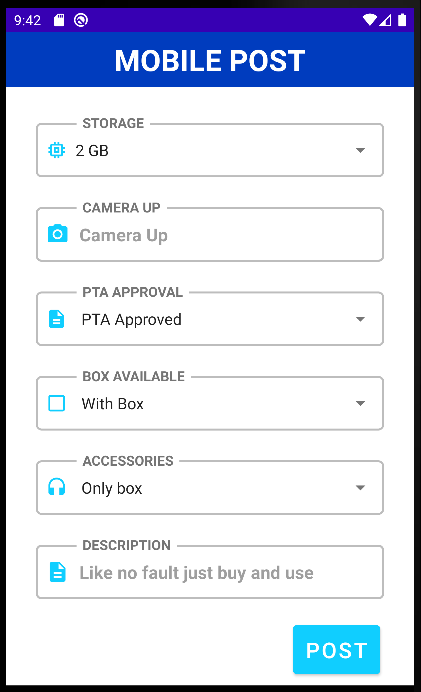 9:42
MOBILE POST
STORAGE
2 GB
CAMERA UP
Camera Up
PTA APPROVAL
PTA Approved
BOX AVAILABLE
With Box
ACCESSORIES
Only box
DESCRIPTION
Like no fault just buy and use
POST